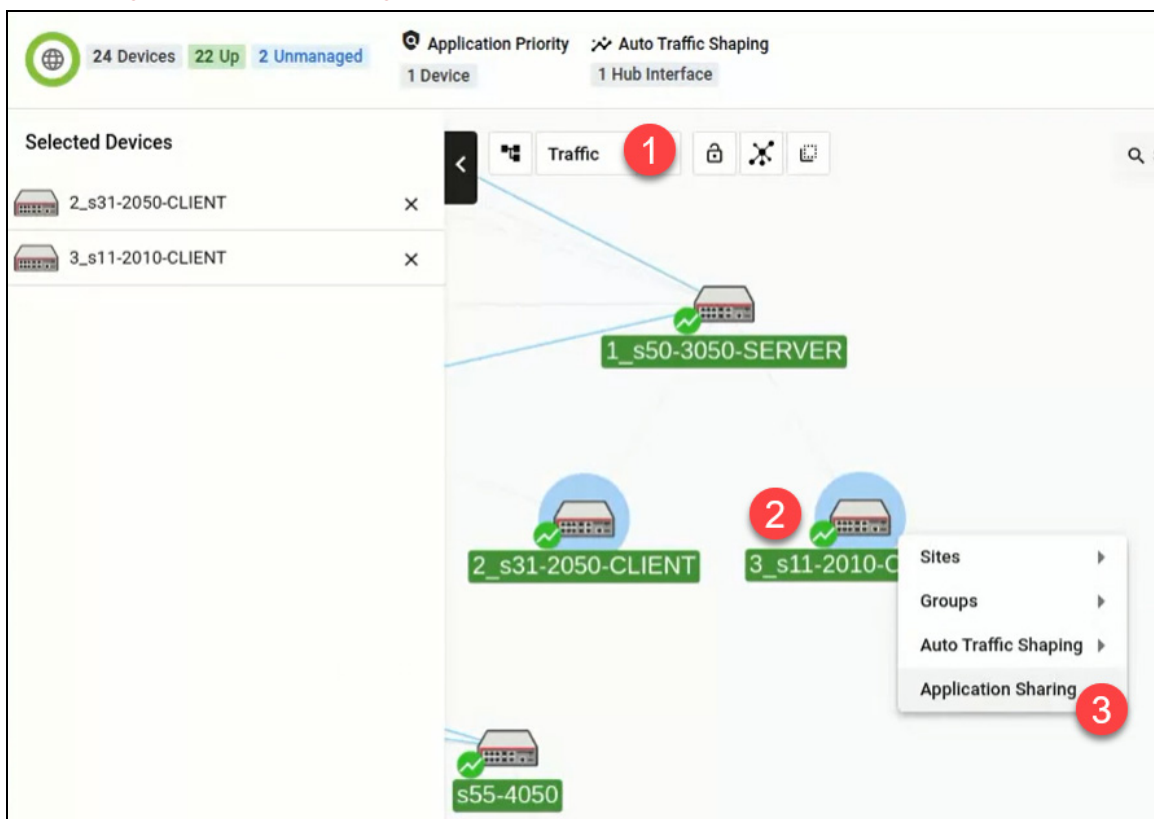 24 Devices 22 Up 2 Unmanaged
Application Priority
1 Device
Auto Traffic Shaping
1 Hub Interface
Selected Devices
2_s31-2050-CLIENT
3_s11-2010-CLIENT
Traffic
1
1_s50-3050-SERVER
2_s31-2050-CLIENT
2
3_s11-2010-C
Sites
Groups
Auto Traffic Shaping
Application Sharing
3
s55-4050